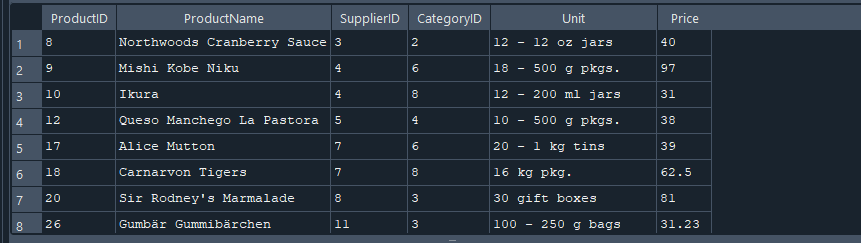 ProductID ProductName SupplierID CategoryID Unit Price
1 8 Northwoods Cranberry Sauce 3 2 12 - 12 oz jars 40
2 9 Mishi Kobe Niku 4 6 18 - 500 g pkgs. 97
3 10 Ikura 4 8 12 - 200 ml jars 31
4 12 Queso Manchego La Pastora 5 4 10 - 500 g pkgs. 38
5 17 Alice Mutton 7 6 20 - 1 kg tins 39
6 18 Carnarvon Tigers 7 8 16 kg pkg. 62.5
7 20 Sir Rodney's Marmalade 8 3 30 gift boxes 81
8 26 Gumbär Gummibärchen 11 3 100 - 250 g bags 31.23